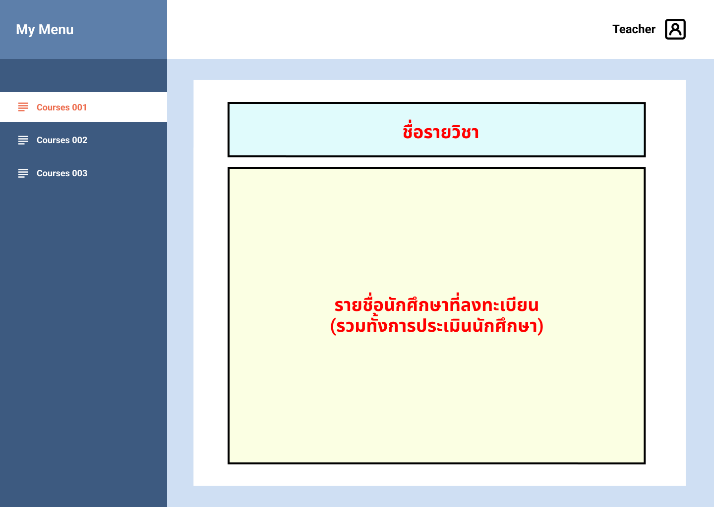 My Menu
Teacher
Courses 001
Courses 002
Courses 003
ชื่อรายวิชา
รายชื่อนักศึกษาที่ลงทะเบียน
(รวมทั้งการประเมินนักศึกษา)